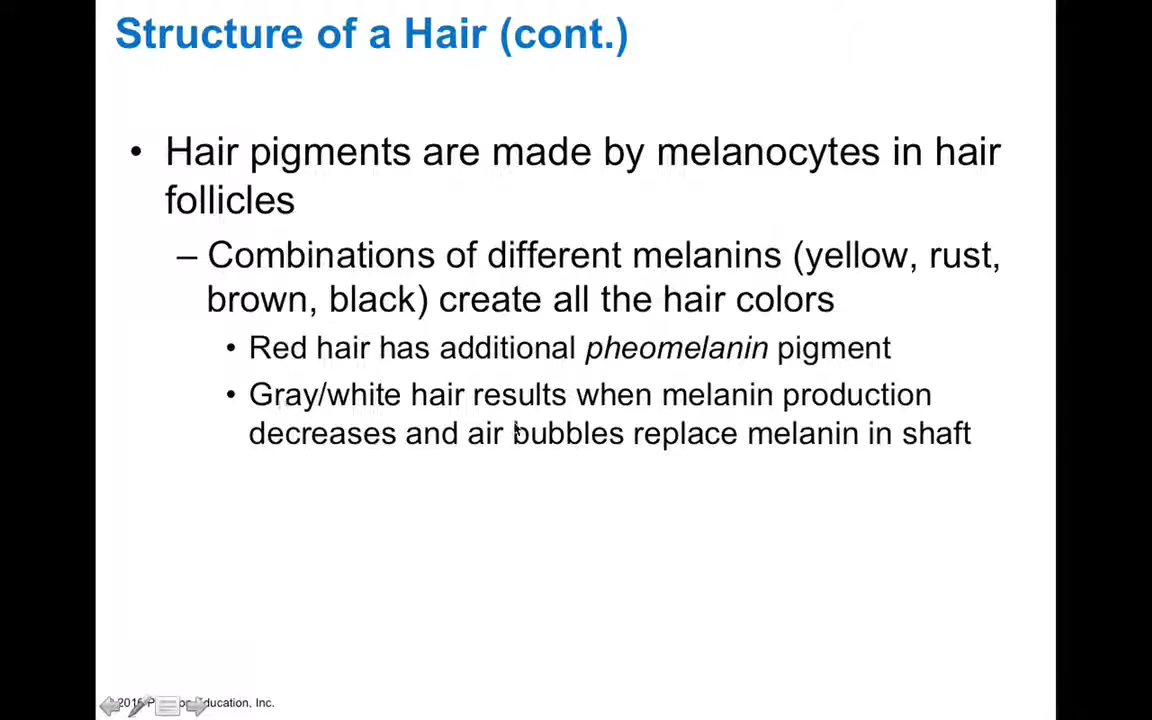 Structure of a Hair (cont.)
• Hair pigments are made by melanocytes in hair
follicles
– Combinations of different melanins (yellow, rust,
brown, black) create all the hair colors
• Red hair has additional pheomelanin pigment
• Gray/white hair results when melanin production
decreases and air bubbles replace melanin in shaft
Inc.